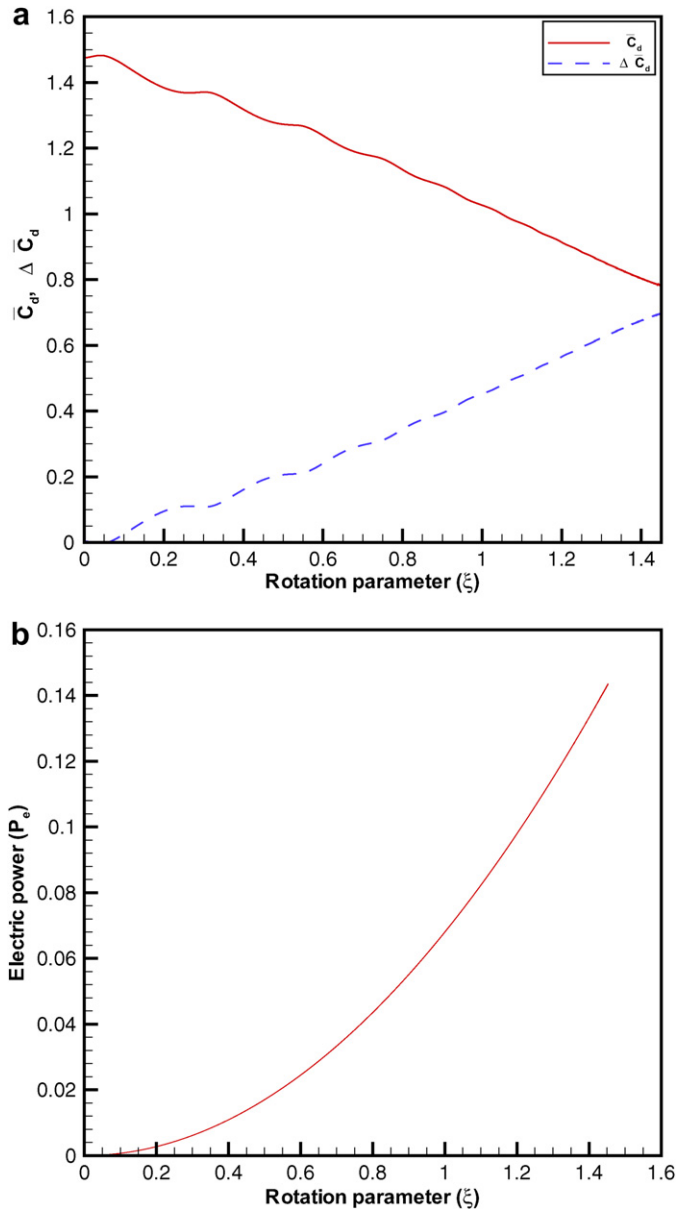 a
1.6
1.4
1.2
1
0.8
0.6
0.4
0.2
0
C̅d
Δ C̅d
C̅d, Δ C̅d
0 0.2 0.4 0.6 0.8 1 1.2 1.4
Rotation parameter (ξ)
b
0.16
0.14
0.12
0.1
0.08
0.06
0.04
0.02
0
Electric power (Pe)
0 0.2 0.4 0.6 0.8 1 1.2 1.4 1.6
Rotation parameter (ξ)